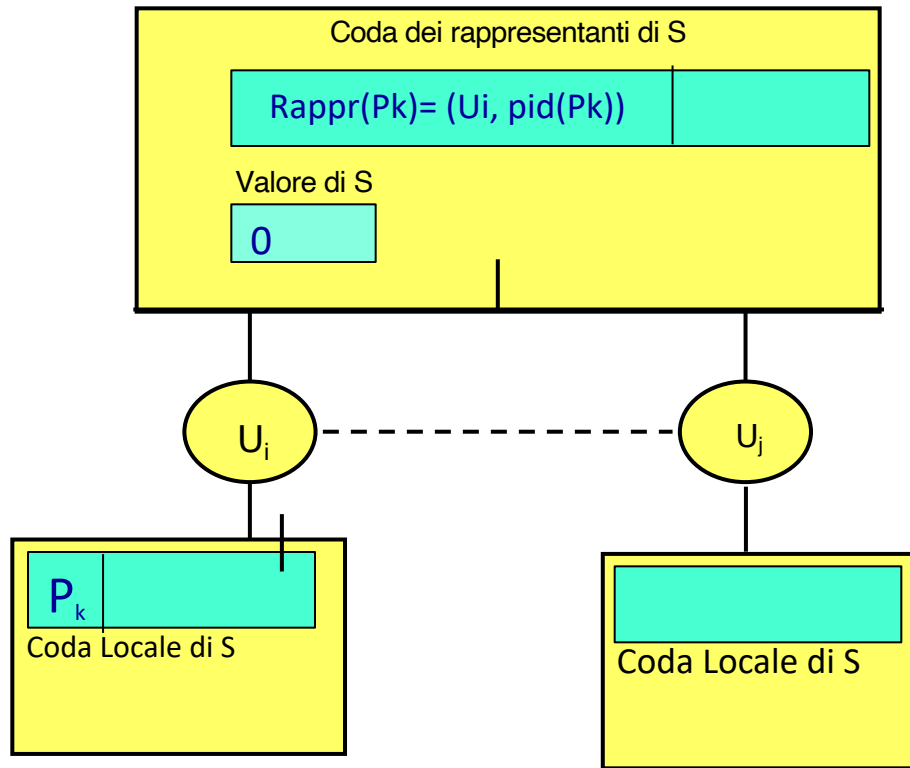 Coda dei rappresentanti di S
Rappr(Pk)= (Ui, pid(Pk))
Valore di S
0
Ui
Uj
Pk
Coda Locale di S
Coda Locale di S